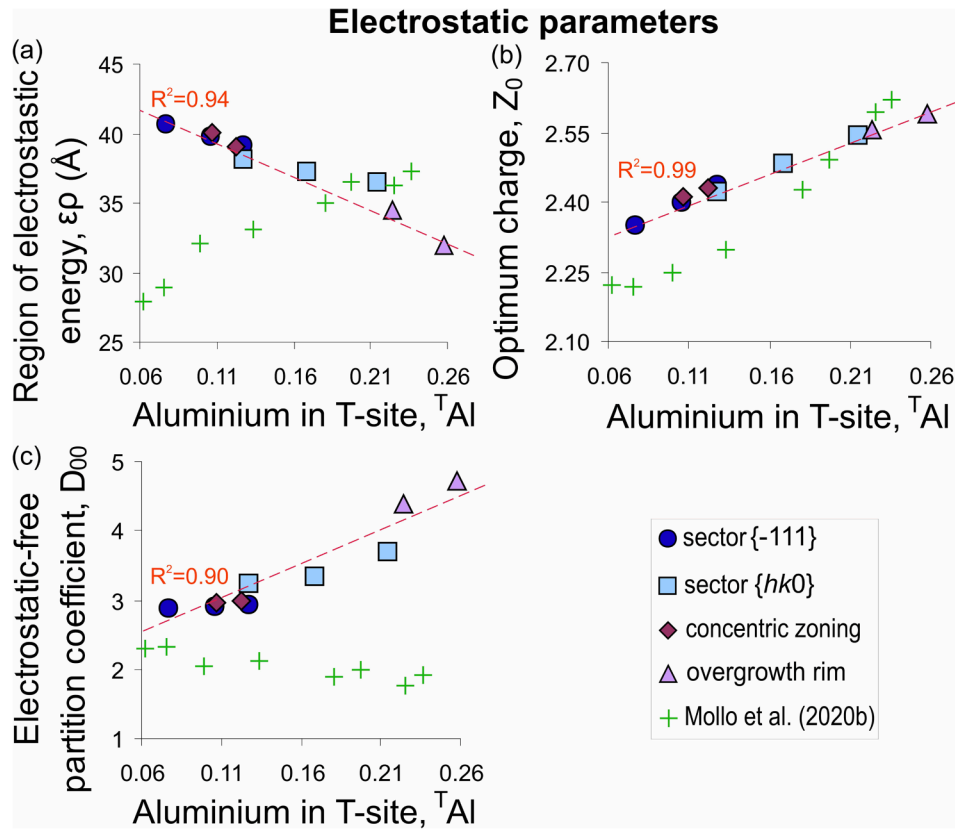 Electrostatic parameters
(a)
Region of electrostastic
energy, ερ (Å)
45
40
35
30
25
R²=0.94
0.06 0.11 0.16 0.21 0.26
Aluminium in T-site, ᵀAl
(b)
Optimum charge, Z₀
2.70
2.55
2.40
2.25
2.10
R²=0.99
0.06 0.11 0.16 0.21 0.26
Aluminium in T-site, ᵀAl
(c)
Electrostatic-free
partition coefficient, D₀₀
5
4
3
2
1
R²=0.90
0.06 0.11 0.16 0.21 0.26
Aluminium in T-site, ᵀAl
sector {-111}
sector {hk0}
concentric zoning
overgrowth rim
Mollo et al. (2020b)